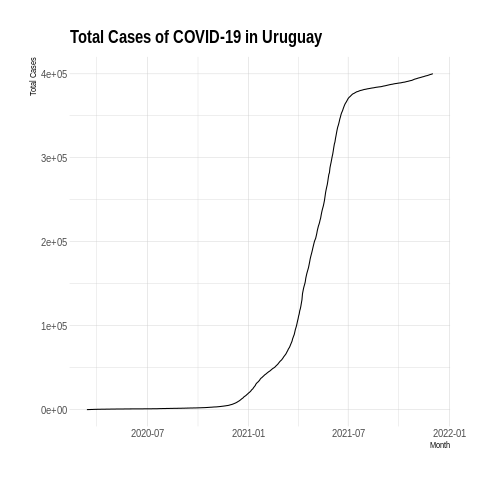 Total Cases of COVID-19 in Uruguay
Total Cases
4e+05
3e+05
2e+05
1e+05
0e+00
2020-07 2021-01 2021-07 2022-01
Month